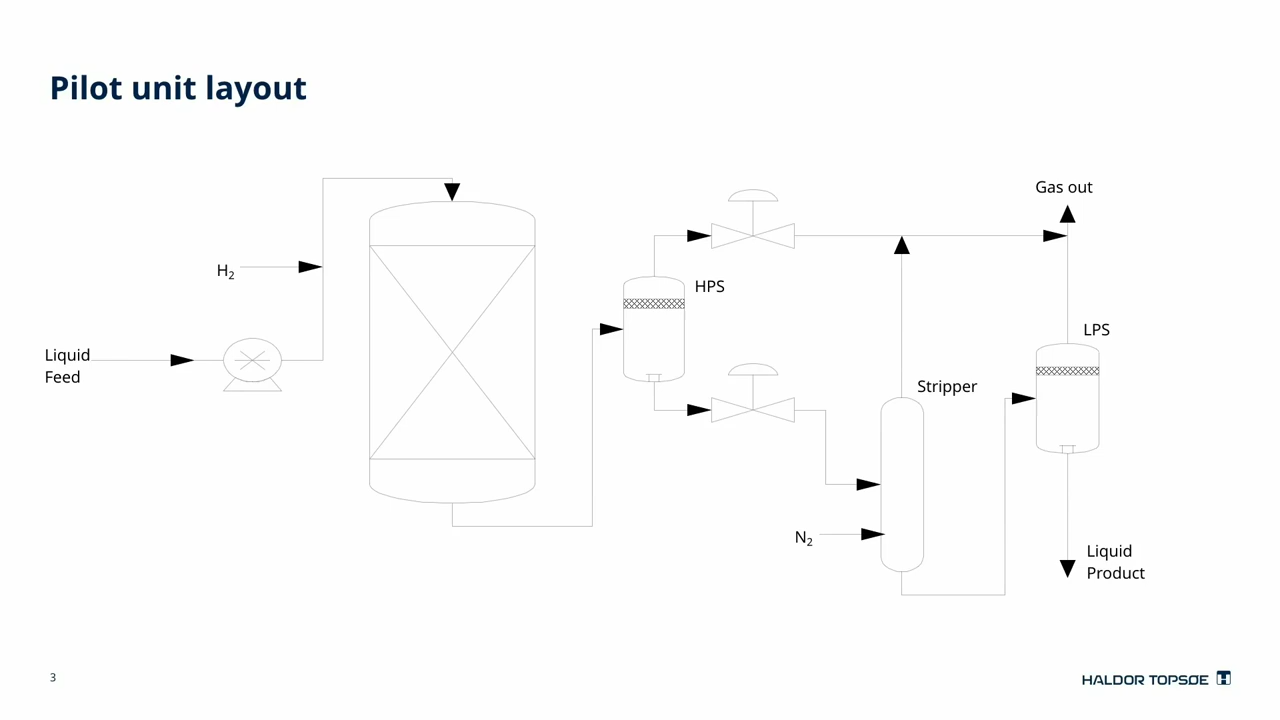 Pilot unit layout
Gas out
H2
HPS
LPS
Liquid
Feed
Stripper
N2
Liquid
Product
3
HALDOR TOPSØE